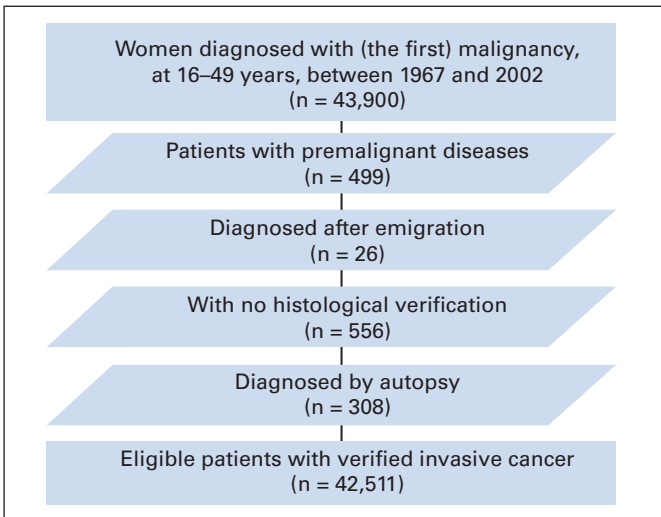 Women diagnosed with (the first) malignancy,
at 16–49 years, between 1967 and 2002
(n = 43,900)
Patients with premalignant diseases
(n = 499)
Diagnosed after emigration
(n = 26)
With no histological verification
(n = 556)
Diagnosed by autopsy
(n = 308)
Eligible patients with verified invasive cancer
(n = 42,511)